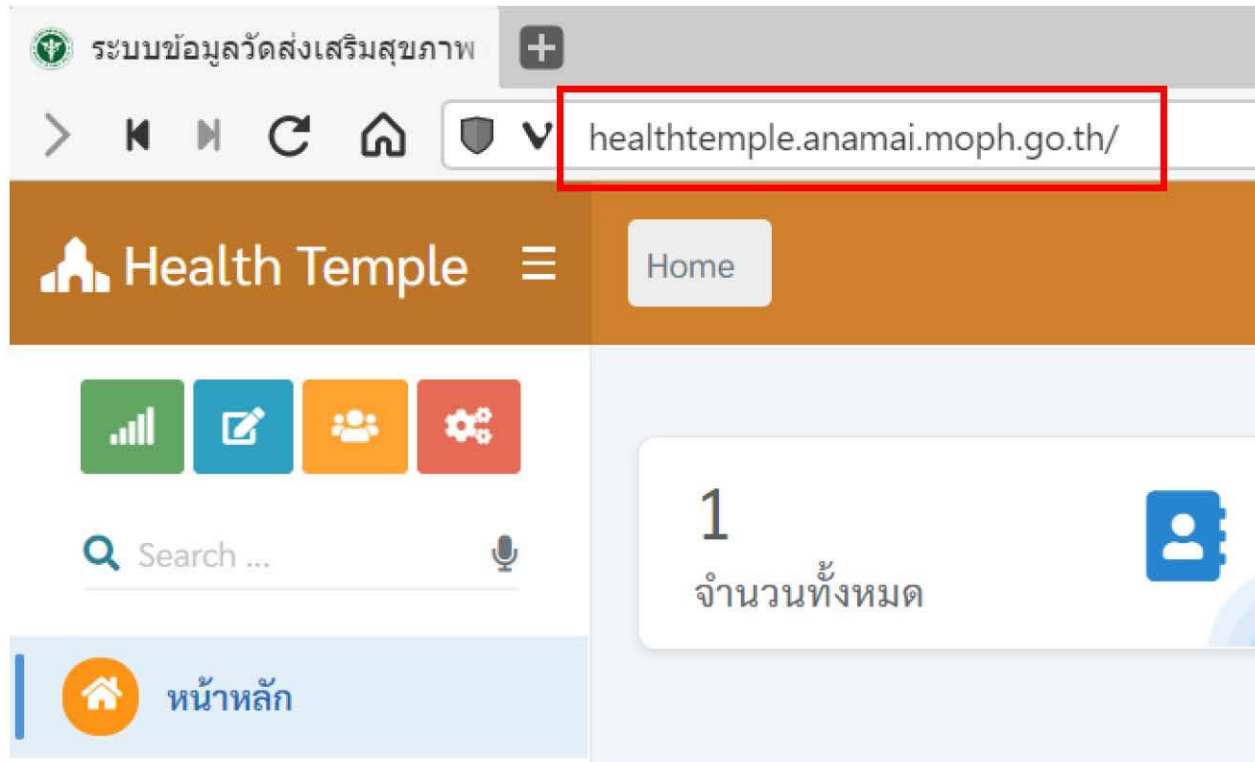 ระบบข้อมูลวัดส่งเสริมสุขภาพ
healthtemple.anamai.moph.go.th/
Health Temple
Home
Search ...
1
จำนวนทั้งหมด
หน้าหลัก